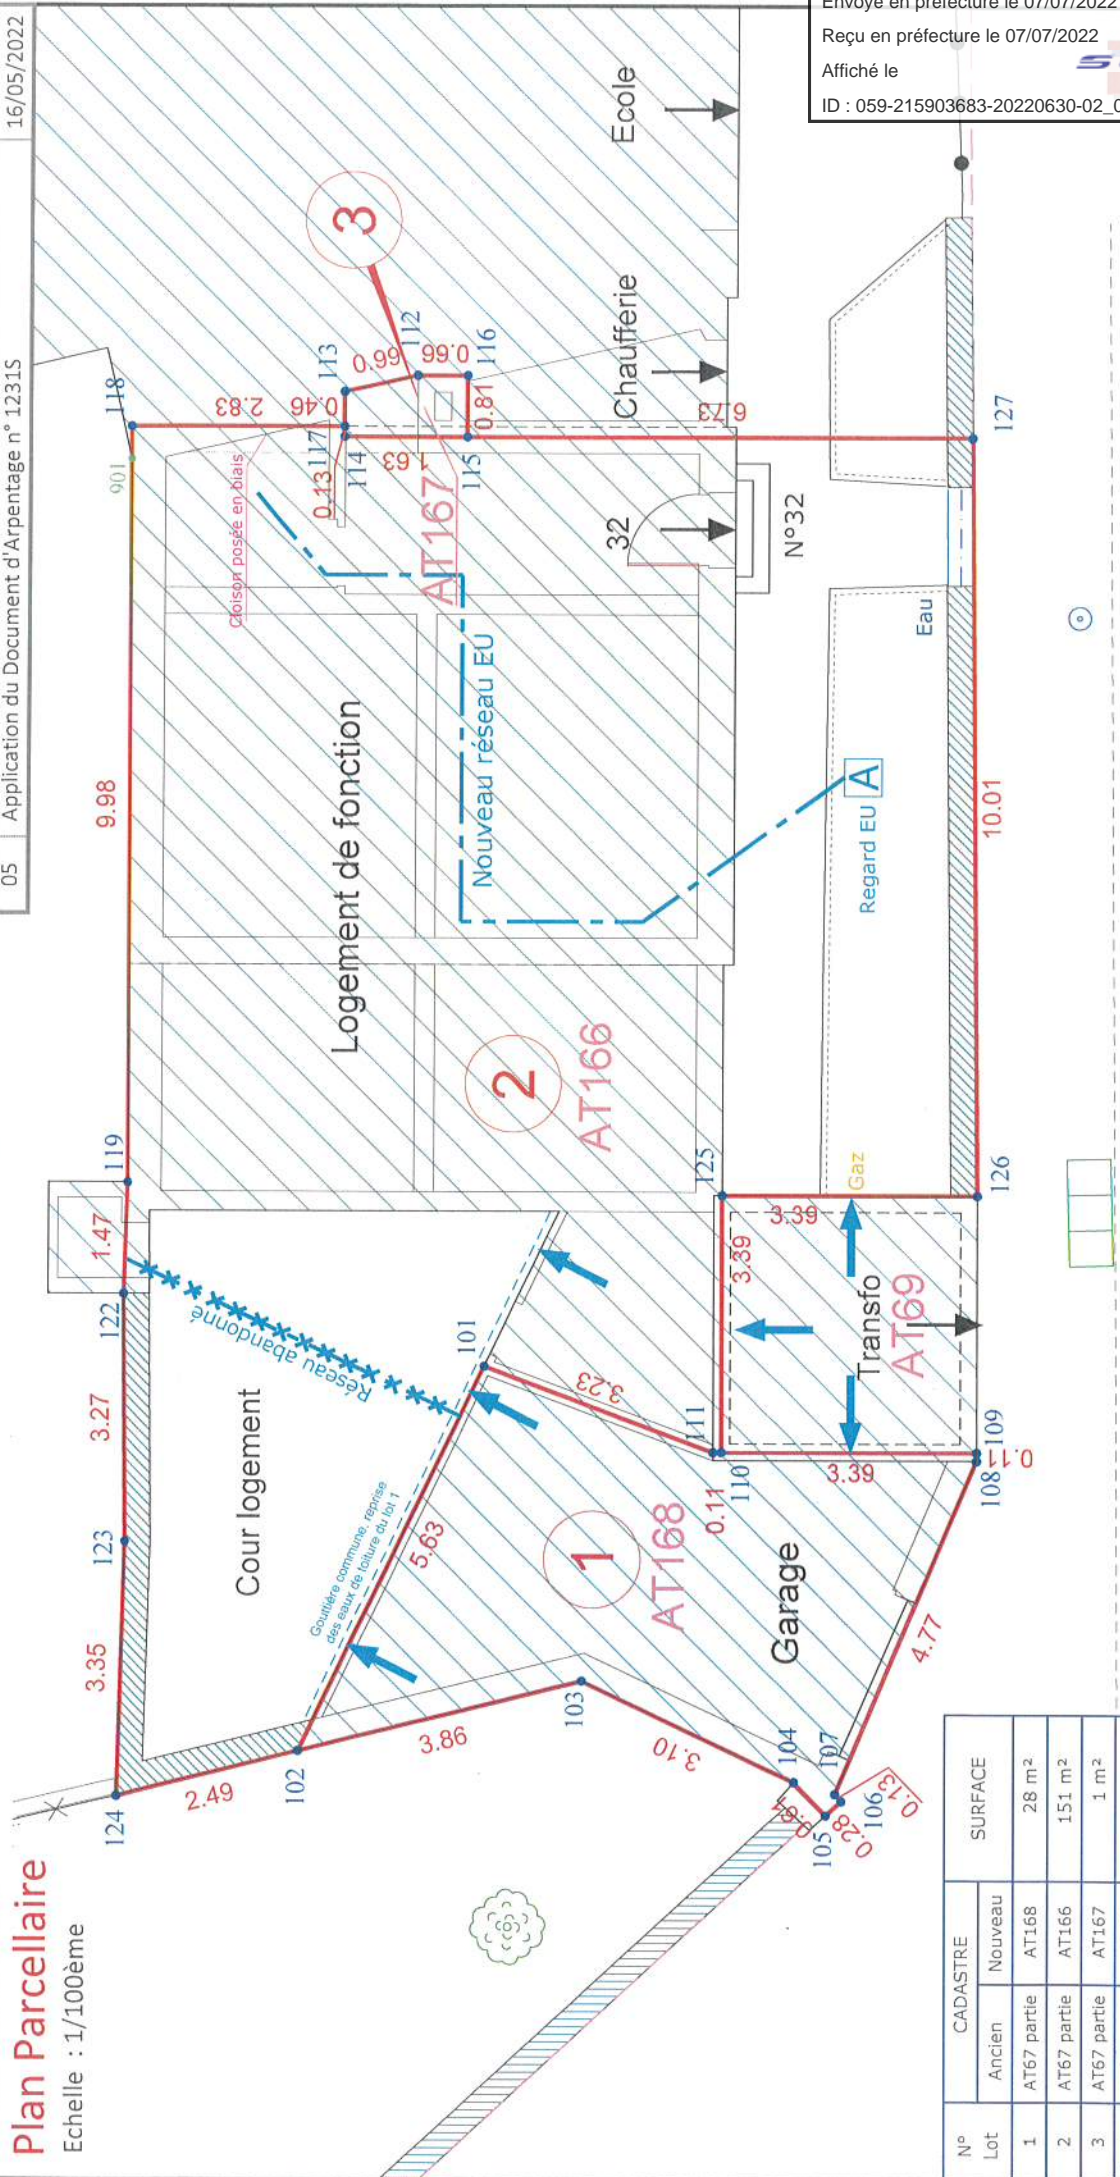 Envoyé en préfecture le 07/07/2022
Reçu en préfecture le 07/07/2022
Affiché le
ID : 059-215903683-20220630-02_
05 Application du Document d'Arpentage n° 1231S 16/05/2022
Plan Parcellaire
Echelle : 1/100ème
124
3.35
123
3.27
122
1.47
119
9.98
901
118
2.83
Cloison posée en biais
0.46
113
0.99
112
3
0.66
116
0.81
115
1.63
114
117
0.13
AT167
6.73
127
Ecole
Chaufferie
32
N°32
Eau
Logement de fonction
Nouveau réseau EU
Regard EU A
10.01
2
AT166
125
3.39
3.39
126
Gaz
Transfo
AT69
Cour logement
Réseau abandonné
Gouttière commune, reprise
des eaux de toiture du lot 1
101
5.63
3.23
111
0.11
110
3.39
109
0.11
108
1
AT168
Garage
4.77
2.49
102
3.86
103
3.10
104
107
105
0.28
106
0.13
N° Lot CADASTRE SURFACE
Ancien Nouveau
1 AT67 partie AT168 28 m²
2 AT67 partie AT166 151 m²
3 AT67 partie AT167 1 m²